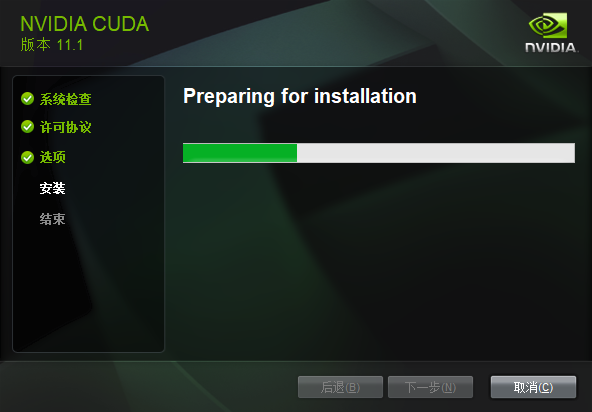 NVIDIA CUDA
版本 11.1
NVIDIA.
系统检查
许可协议
选项
安装
结束
Preparing for installation
后退(B)
下一步(N)
取消(C)